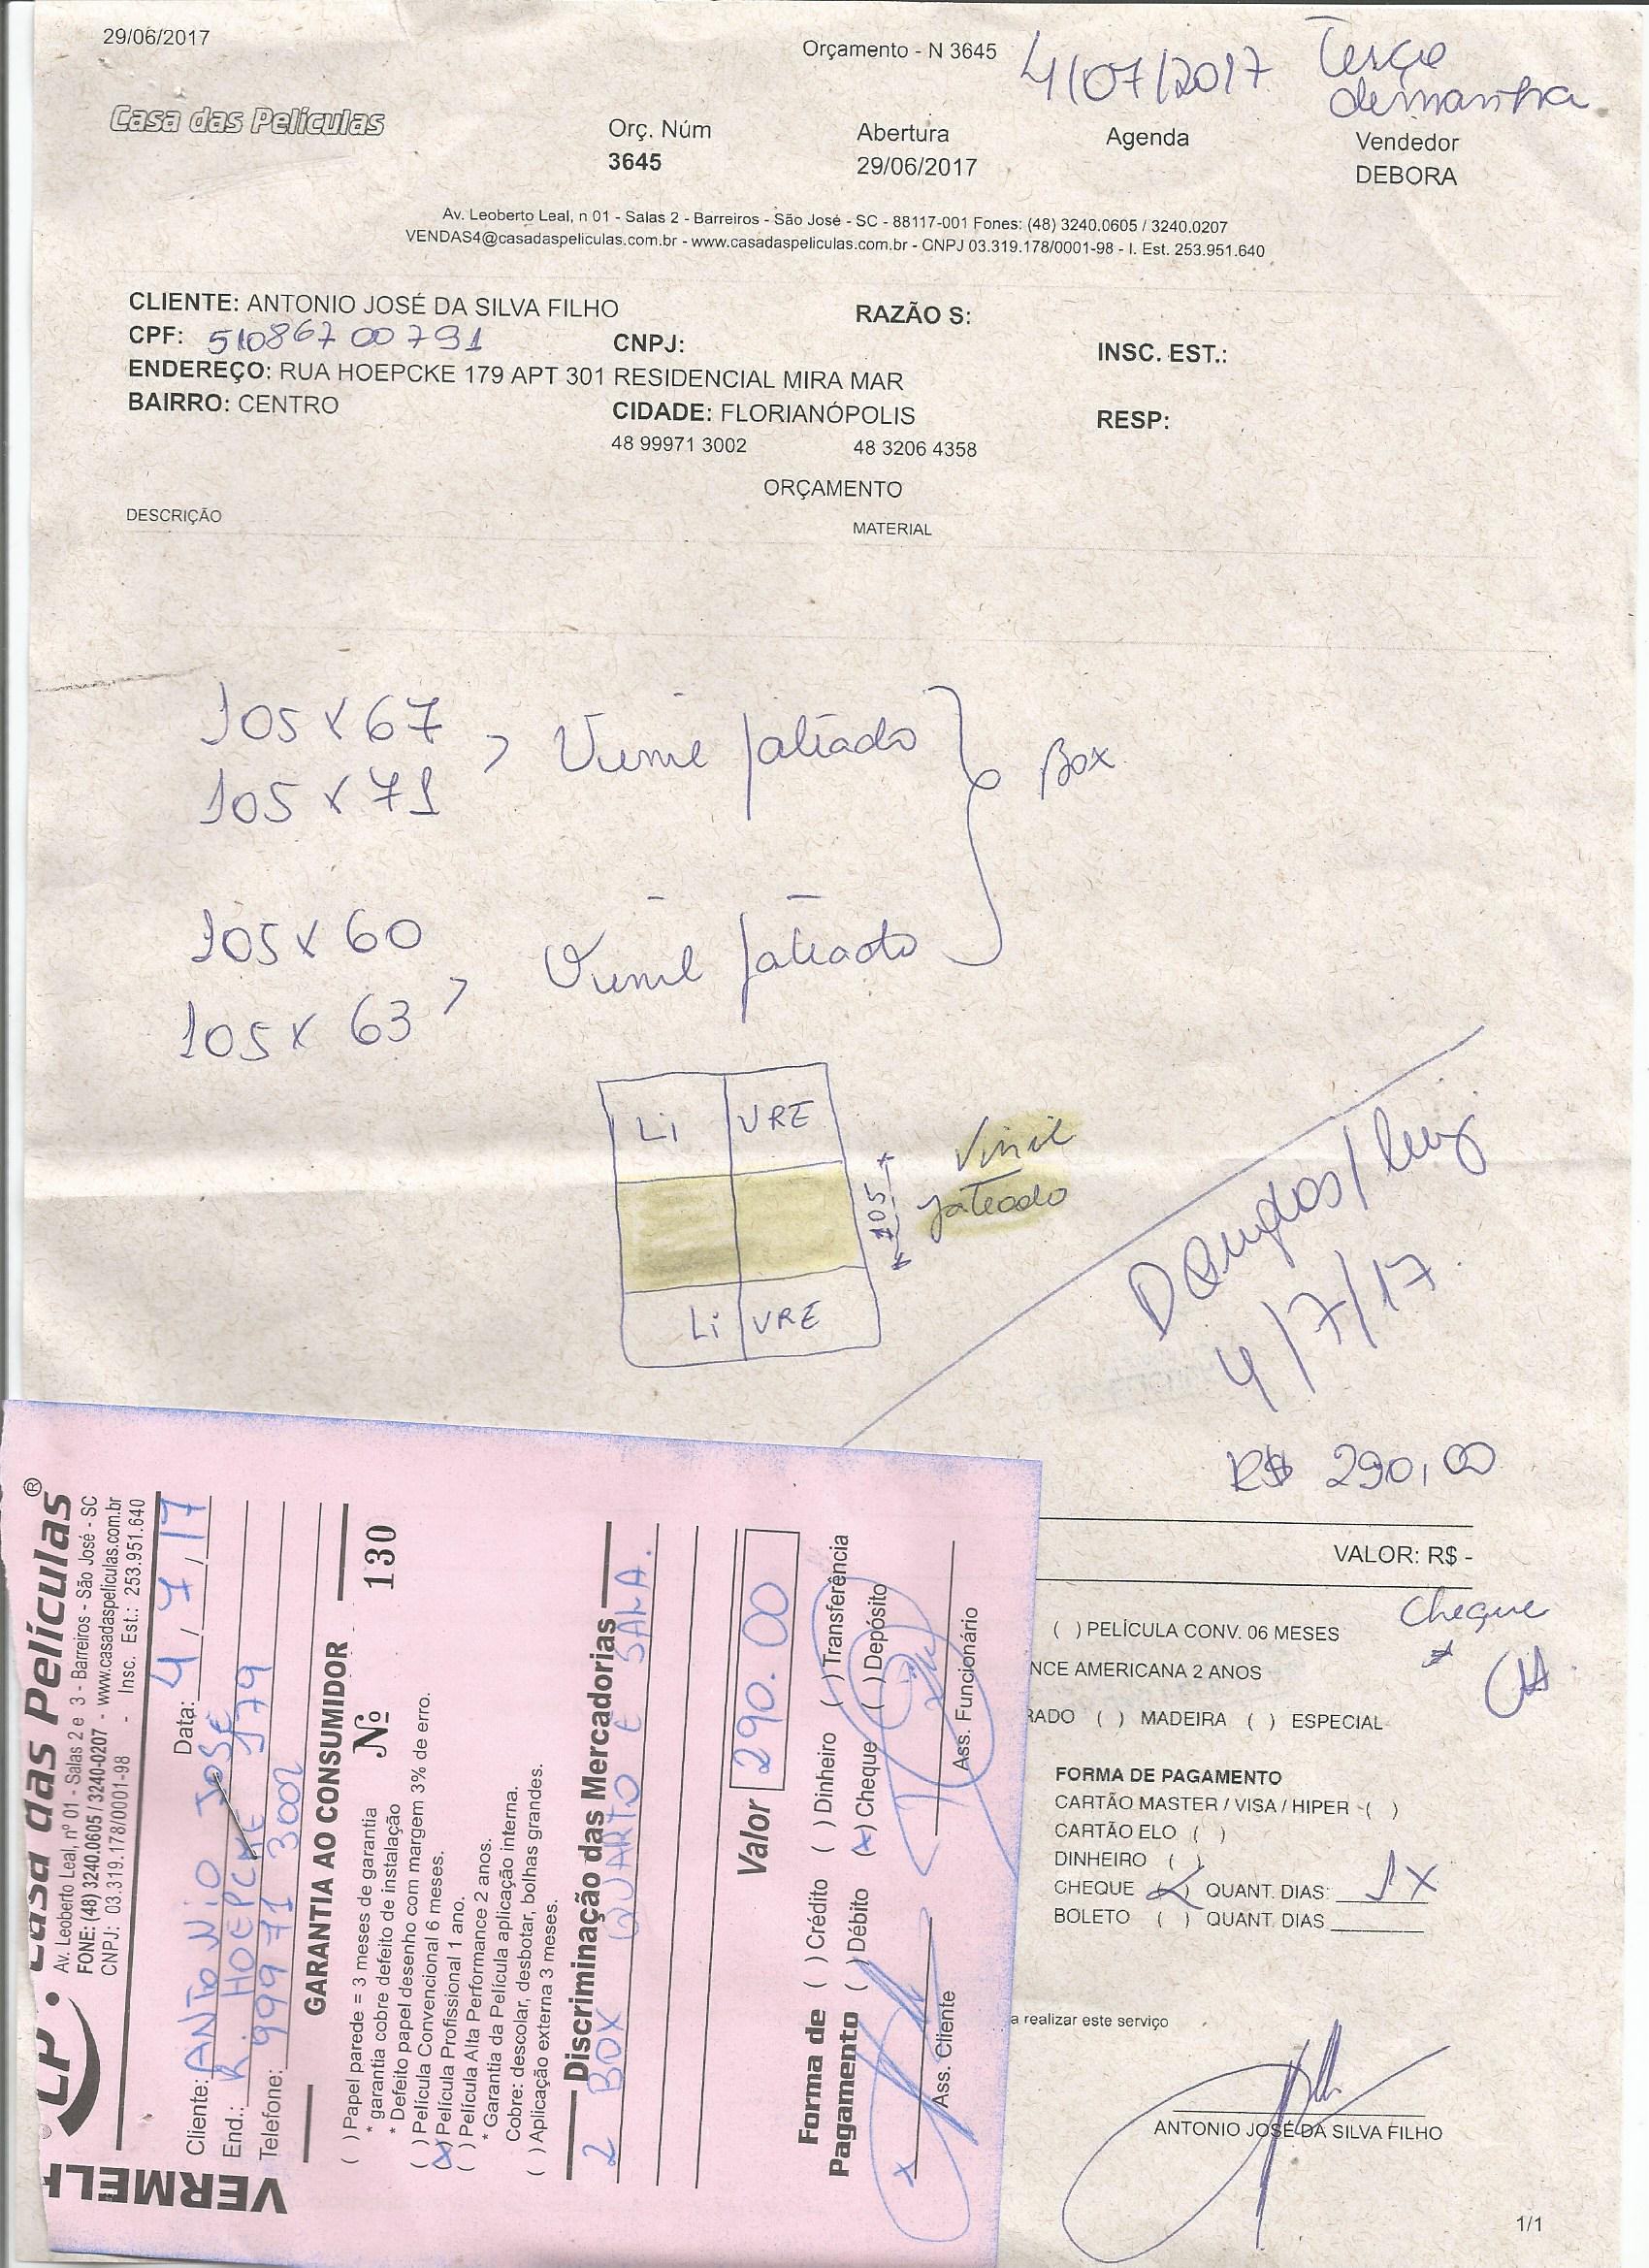 29/06/2017
Orçamento - N 3645
4/07/2017 Terça
demanhа
Casa das Películas
Orç. Núm
3645
Abertura
29/06/2017
Agenda
Vendedor
DEBORA
Av. Leoberto Leal, n 01 - Salas 2 - Barreiros - São José - SC - 88117-001 Fones: (48) 3240.0605 / 3240.0207
VENDAS4@casadaspeliculas.com.br - www.casadaspeliculas.com.br - CNPJ 03.319.178/0001-98 - I. Est. 253.951.640
CLIENTE: ANTONIO JOSÉ DA SILVA FILHO
RAZÃO S:
CPF: 510867 00 791
CNPJ:
INSC. EST.:
ENDEREÇO: RUA HOEPCKE 179 APT 301 RESIDENCIAL MIRA MAR
BAIRRO: CENTRO
CIDADE: FLORIANÓPOLIS
RESP:
48 99971 3002
48 3206 4358
ORÇAMENTO
DESCRIÇÃO
MATERIAL
105 x 67
105 x 71
> Vinil jateado
Box
105 x 60
105 x 63
> Vinil jateado
Li VRE
105
Vinil
jateado
Li VRE
4/7/17
R$ 290,00
VALOR: R$ -
Cheque
( ) PELÍCULA CONV. 06 MESES
NCE AMERICANA 2 ANOS
RADO ( ) MADEIRA ( ) ESPECIAL
FORMA DE PAGAMENTO
CARTÃO MASTER / VISA / HIPER -( )
CARTÃO ELO ( )
DINHEIRO ( )
CHEQUE (x) QUANT. DIAS: 1x
BOLETO ( ) QUANT. DIAS
a realizar este serviço
ANTONIO JOSÉ DA SILVA FILHO
1/1
CP. Casa das Películas®
Av. Leoberto Leal, nº 01 - Salas 2 e 3 - Barreiros - São José - SC
FONE: (48) 3240.0605 / 3240-0207 - www.casadaspeliculas.com.br
CNPJ: 03.319.178/0001-98 - Insc. Est.: 253.951.640
Data: 4/7/17
Cliente: ANTONIO JOSE
End.: R HOEPCKE 179
Telefone: 999 71 3002
GARANTIA AO CONSUMIDOR
Nº 130
( ) Papel parede = 3 meses de garantia
* garantia cobre defeito de instalação
* Defeito papel desenho com margem 3% de erro.
( ) Película Convencional 6 meses.
(x) Película Profissional 1 ano.
( ) Película Alta Performance 2 anos.
* Garantia da Película aplicação interna.
Cobre: descolar, desbotar, bolhas grandes.
( ) Aplicação externa 3 meses.
Discriminação das Mercadorias
2 BOX QUARTO E SALA.
Valor 290.00
Forma de Pagamento
( ) Crédito ( ) Dinheiro ( ) Transferência
( ) Débito (x) Cheque ( ) Depósito
x
Ass. Cliente
Ass. Funcionário
VERMELH